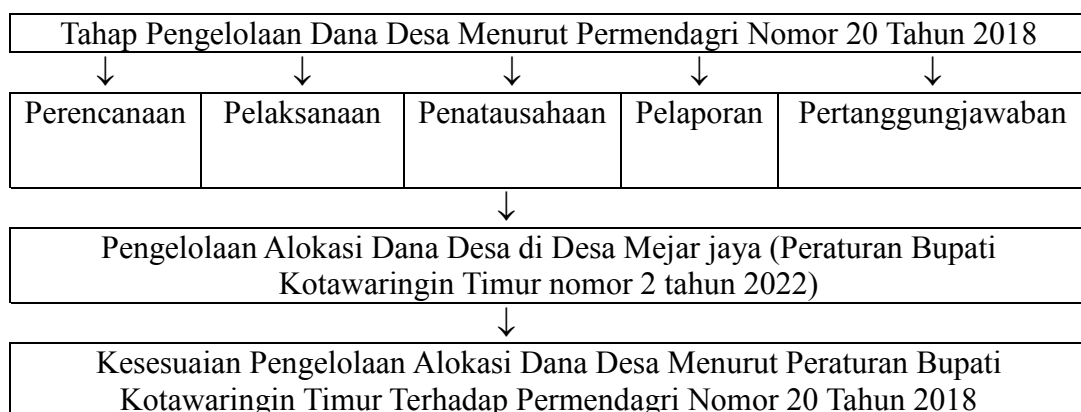 Tahap Pengelolaan Dana Desa Menurut Permendagri Nomor 20 Tahun 2018
↓ ↓ ↓ ↓ ↓
Perencanaan Pelaksanaan Penatausahaan Pelaporan Pertanggungjawaban
↓
Pengelolaan Alokasi Dana Desa di Desa Mejar jaya (Peraturan Bupati
Kotawaringin Timur nomor 2 tahun 2022)
↓
Kesesuaian Pengelolaan Alokasi Dana Desa Menurut Peraturan Bupati
Kotawaringin Timur Terhadap Permendagri Nomor 20 Tahun 2018